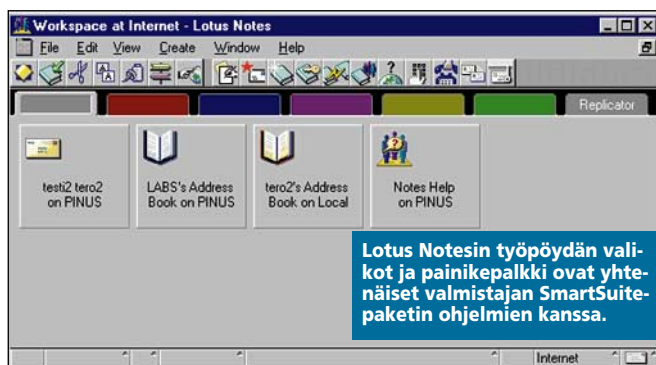 Workspace at Internet - Lotus Notes
File Edit View Create Window Help
Replicator
testi2 tero2
on PINUS
LABS's Address
Book on PINUS
tero2's Address
Book on Local
Notes Help
on PINUS
Lotus Notesin työpöydän vali-
kot ja painikepalkki ovat yhte-
näiset valmistajan SmartSuite-
paketin ohjelmien kanssa.
Internet